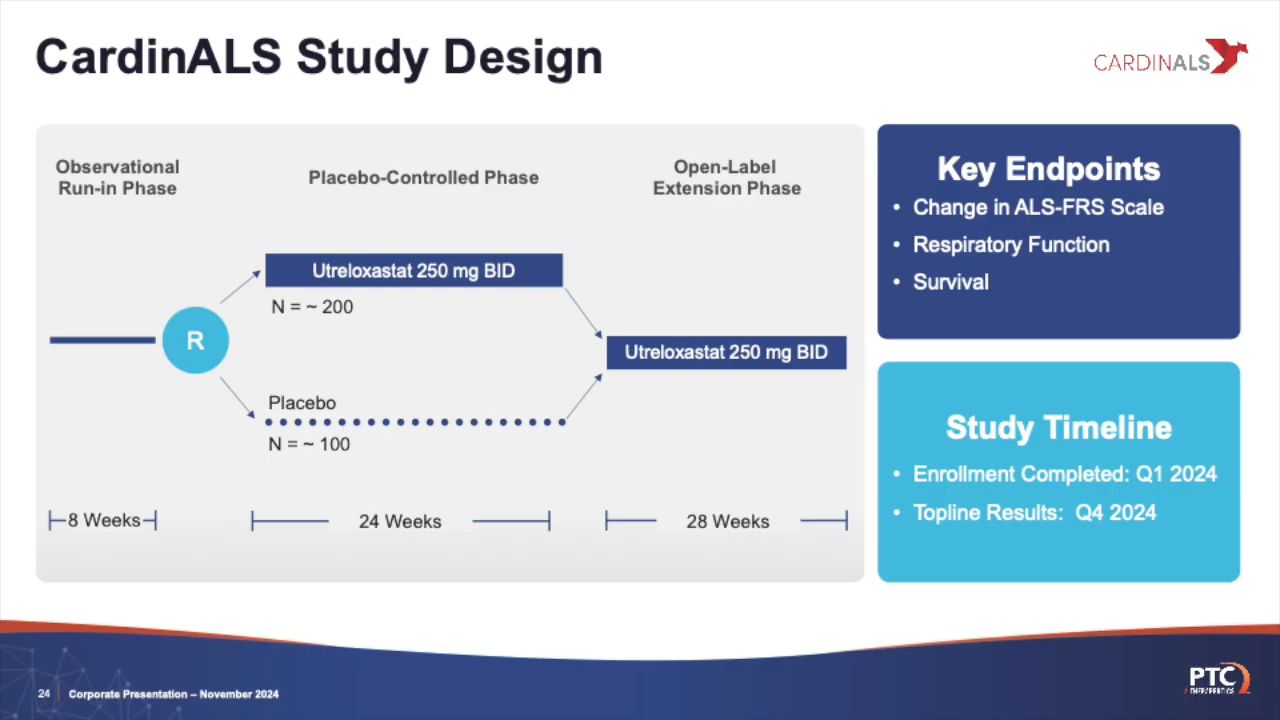 CardinALS Study Design
CARDINALS
Observational
Run-in Phase
Placebo-Controlled Phase
Open-Label
Extension Phase
Utreloxastat 250 mg BID
N = ~ 200
R
Utreloxastat 250 mg BID
Placebo
N = ~ 100
8 Weeks
24 Weeks
28 Weeks
Key Endpoints
• Change in ALS-FRS Scale
• Respiratory Function
• Survival
Study Timeline
• Enrollment Completed: Q1 2024
• Topline Results: Q4 2024
24
Corporate Presentation – November 2024
PTC
THERAPEUTICS